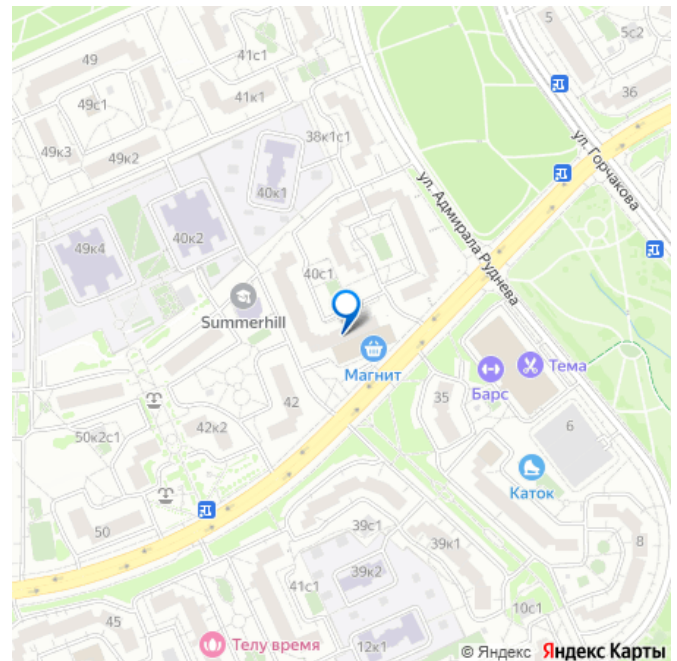 5
5с2
41с1
49
36
41к1
49с1
38к1с1
ул. Горчакова
49к3
49к2
40к1
ул. Адмирала Руднева
40к2
49к4
40с1
Summerhill
Магнит
Тема
Барс
35
42
6
42к2
50к2с1
Каток
50
39с1
39к1
8
39к2
41с1
10с1
45
Телу время
12к1
© Яндекс Яндекс Карты